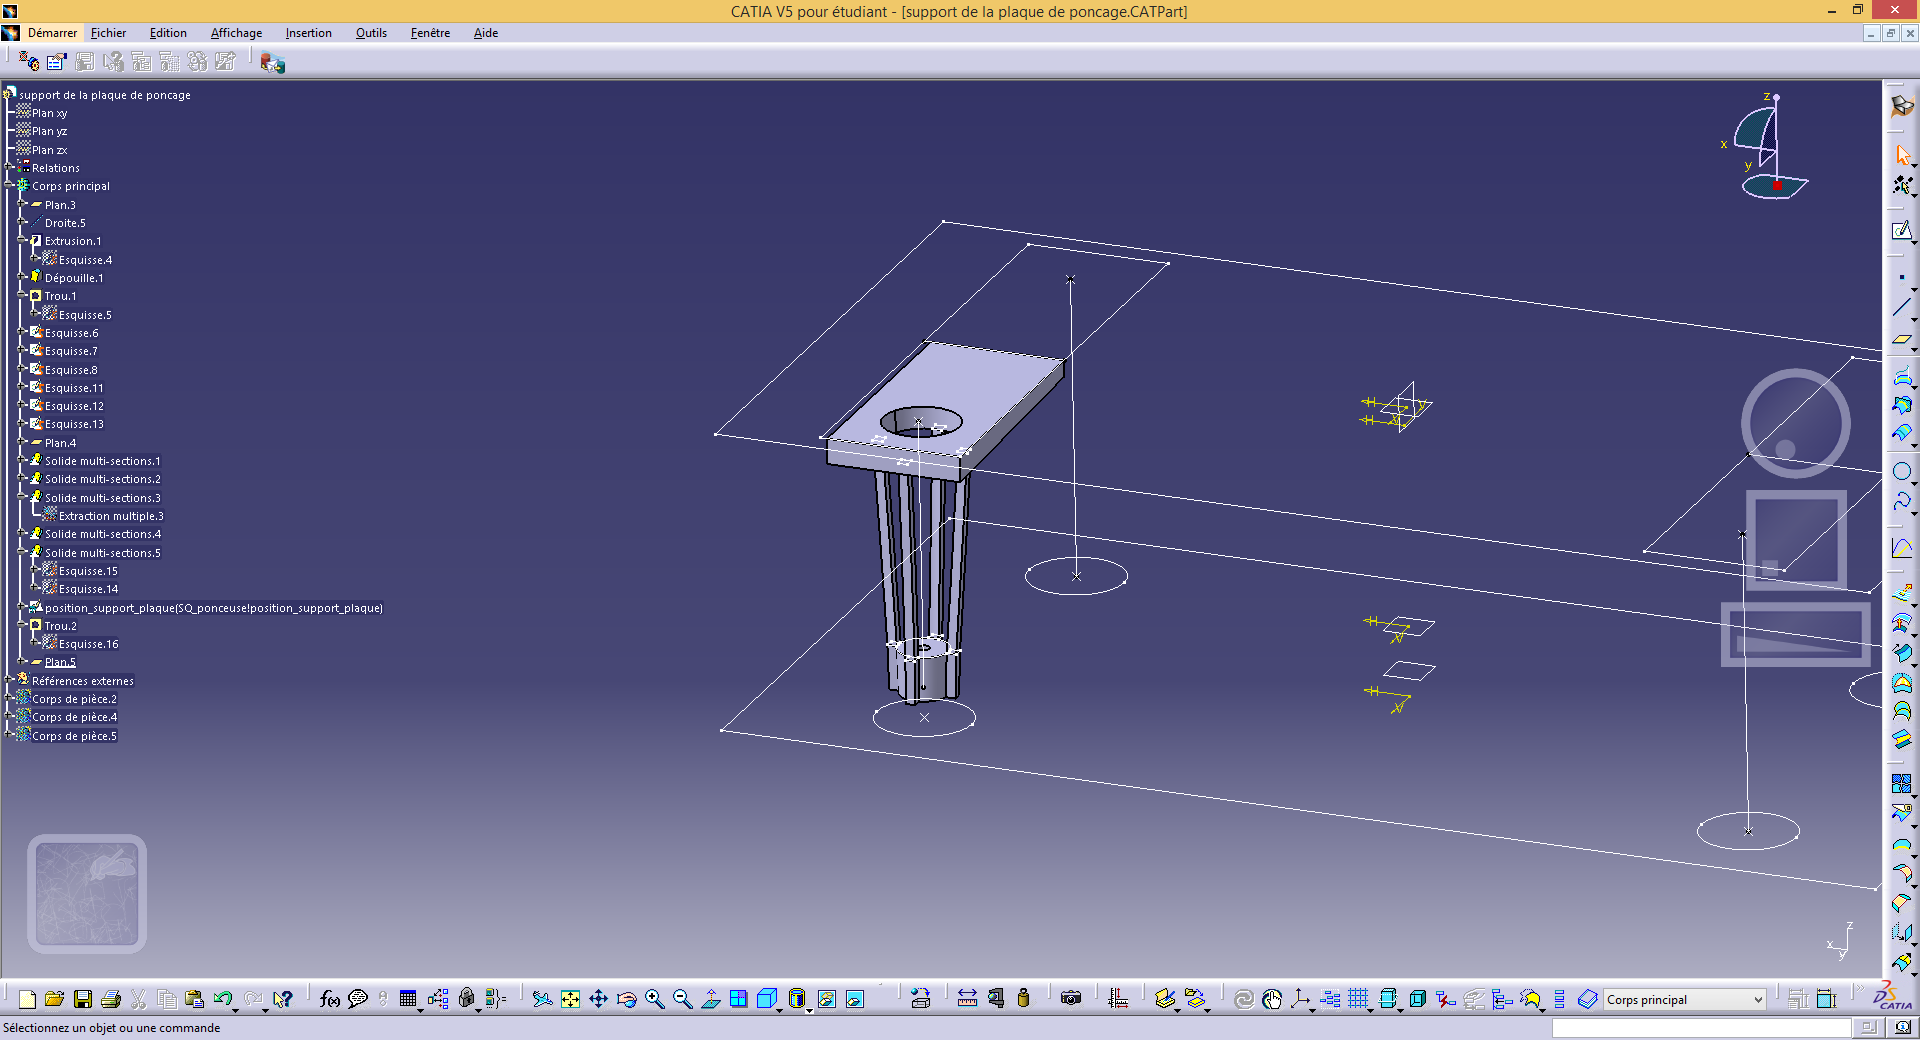 CATIA V5 pour étudiant - [support de la plaque de poncage.CATPart]
Démarrer Fichier Edition Affichage Insertion Outils Fenêtre Aide
support de la plaque de poncage
Plan xy
Plan yz
Plan zx
Relations
Corps principal
Plan.3
Droite.5
Extrusion.1
Esquisse.4
Dépouille.1
Trou.1
Esquisse.5
Esquisse.6
Esquisse.7
Esquisse.8
Esquisse.11
Esquisse.12
Esquisse.13
Plan.4
Solide multi-sections.1
Solide multi-sections.2
Solide multi-sections.3
Extraction multiple.3
Solide multi-sections.4
Solide multi-sections.5
Esquisse.15
Esquisse.14
position_support_plaque(SQ_ponceuse!position_support_plaque)
Trou.2
Esquisse.16
Plan.5
Références externes
Corps de pièce.2
Corps de pièce.4
Corps de pièce.5
z
x
y
H
V
H
H
V
H
V
z
x
y
f(x)
Corps principal
CATIA
Sélectionnez un objet ou une commande